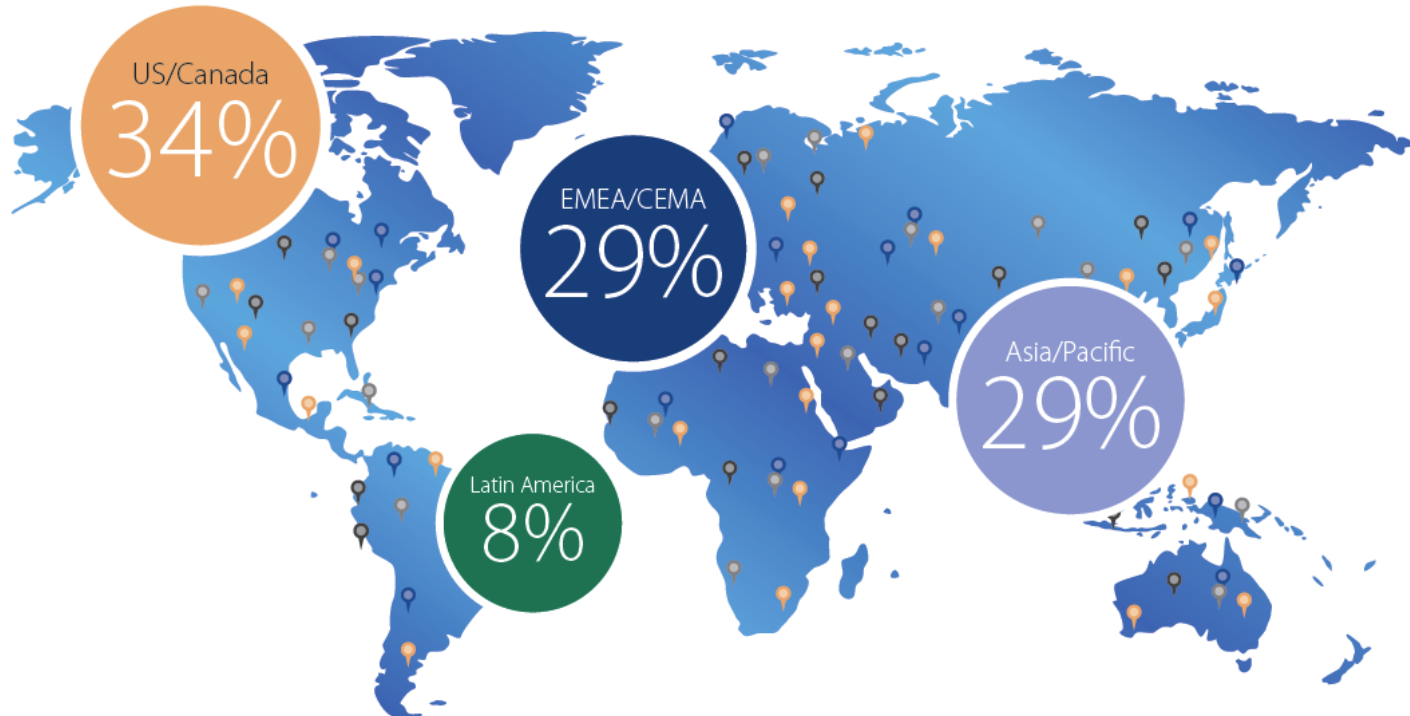 US/Canada
34%
EMEA/CEMA
29%
Asia/Pacific
29%
Latin America
8%